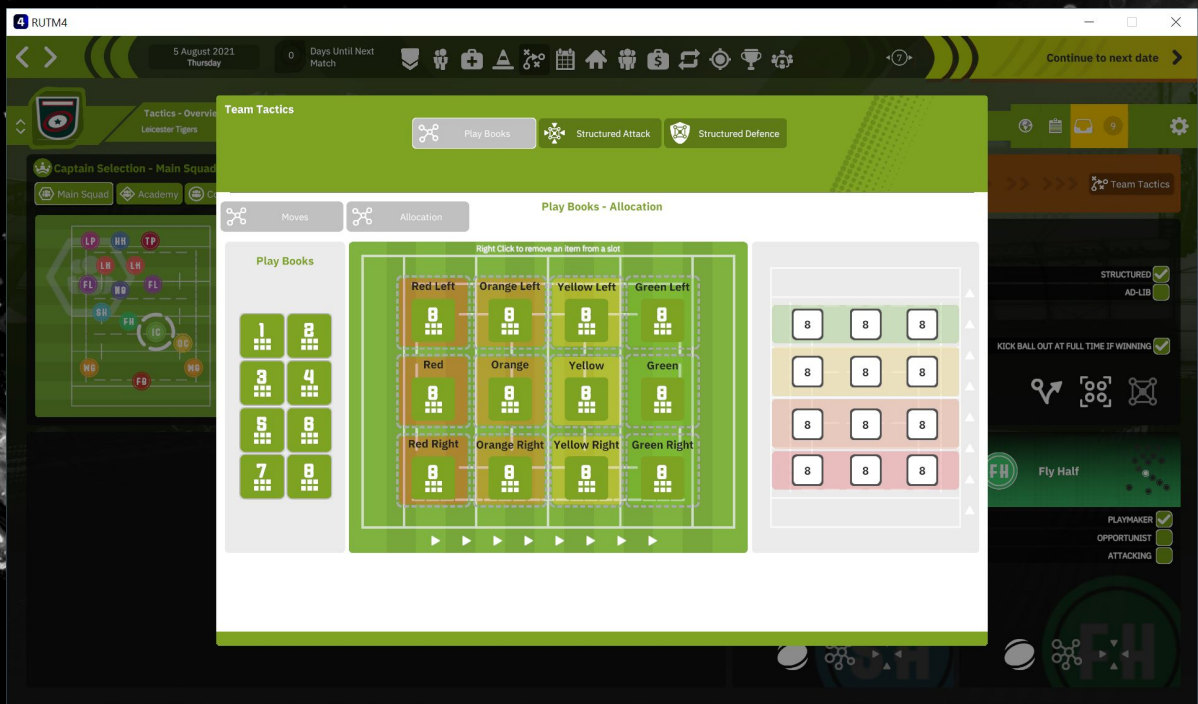 4 RUTM4
5 August 2021
Thursday
0
Days Until Next
Match
7
Continue to next date
Tactics - Overvie
Leicester Tigers
Team Tactics
Play Books
Structured Attack
Structured Defence
9
Captain Selection - Main Squad
Main Squad
Academy
Co
Team Tactics
Moves
Allocation
Play Books - Allocation
LP HH TP
LH LH
FL N8 FL
SH
FH
IC
OC
WG WG
FB
Play Books
1 2
3 4
5 6
7 8
Right Click to remove an item from a slot
Red Left Orange Left Yellow Left Green Left
8 8 8 8
Red Orange Yellow Green
8 8 8 8
Red Right Orange Right Yellow Right Green Right
8 8 8 8
8 8 8
8 8 8
8 8 8
8 8 8
STRUCTURED
AD-LIB
KICK BALL OUT AT FULL TIME IF WINNING
FH Fly Half
PLAYMAKER
OPPORTUNIST
ATTACKING
SH
FH